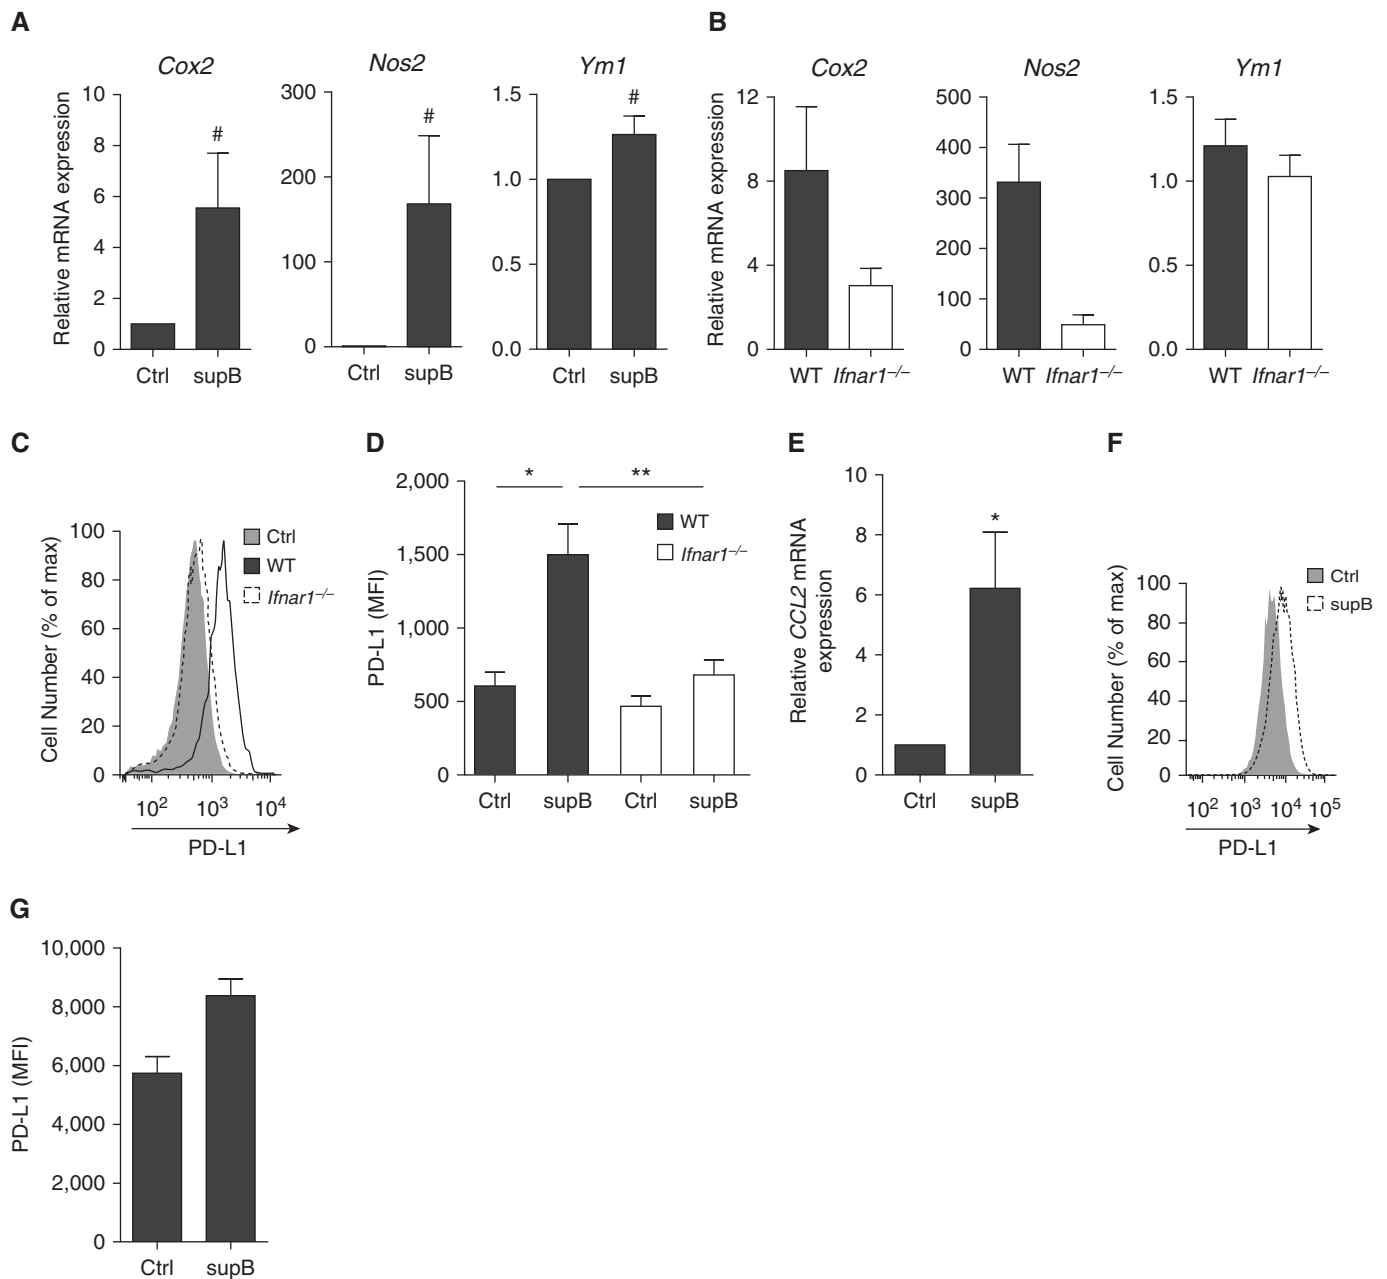 A
Cox2
Relative mRNA expression
10
8
6
4
2
0
#
Ctrl supB
Nos2
300
200
100
0
#
Ctrl supB
Ym1
1.5
1.0
0.5
0.0
#
Ctrl supB
B
Cox2
Relative mRNA expression
12
8
4
0
WT Ifnar1–/–
Nos2
500
400
300
200
100
0
WT Ifnar1–/–
Ym1
1.5
1.0
0.5
0.0
WT Ifnar1–/–
C
Cell Number (% of max)
100
80
60
40
20
0
Ctrl
WT
Ifnar1–/–
10² 10³ 10⁴
PD-L1
D
PD-L1 (MFI)
2,000
1,500
1,000
500
0
* **
WT
Ifnar1–/–
Ctrl supB Ctrl supB
E
Relative CCL2 mRNA
expression
10
8
6
4
2
0
*
Ctrl supB
F
Cell Number (% of max)
100
80
60
40
20
0
Ctrl
supB
10² 10³ 10⁴ 10⁵
PD-L1
G
PD-L1 (MFI)
10,000
8,000
6,000
4,000
2,000
0
Ctrl supB